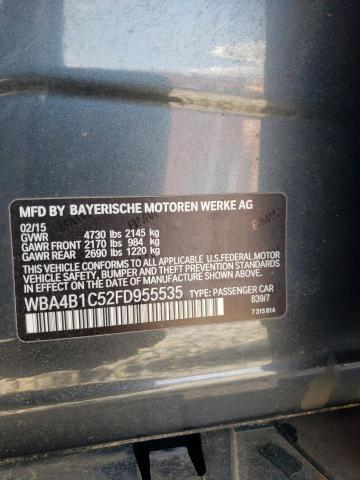 MFD BY BAYERISCHE MOTOREN WERKE AG
02/15
GVWR 4730 lbs 2145 kg
GAWR FRONT 2170 lbs 984 kg
GAWR REAR 2690 lbs 1220 kg
THIS VEHICLE CONFORMS TO ALL APPLICABLE U.S. FEDERAL MOTOR VEHICLE
SAFETY, BUMPER AND THEFT PREVENTION STANDARDS
IN EFFECT ON THE DATE OF MANUFACTURE SHOWN ABOVE.
WBA4B1C52FD955535 TYPE: PASSENGER CAR
B39/7
7 315 814